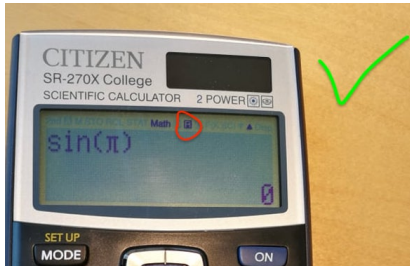 CITIZEN
SR-270X College
SCIENTIFIC CALCULATOR 2 POWER
Math R
sin(π)
0
SET UP
MODE
ON